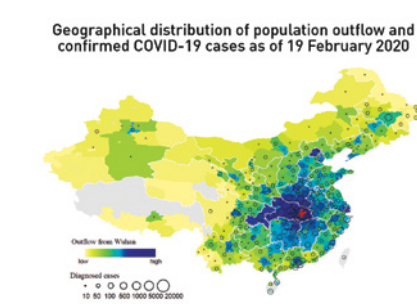 Geographical distribution of population outflow and
confirmed COVID-19 cases as of 19 February 2020
Outflow from Wuhan
low high
Diagnosed cases
10 50 100 500 1000 5000 20000